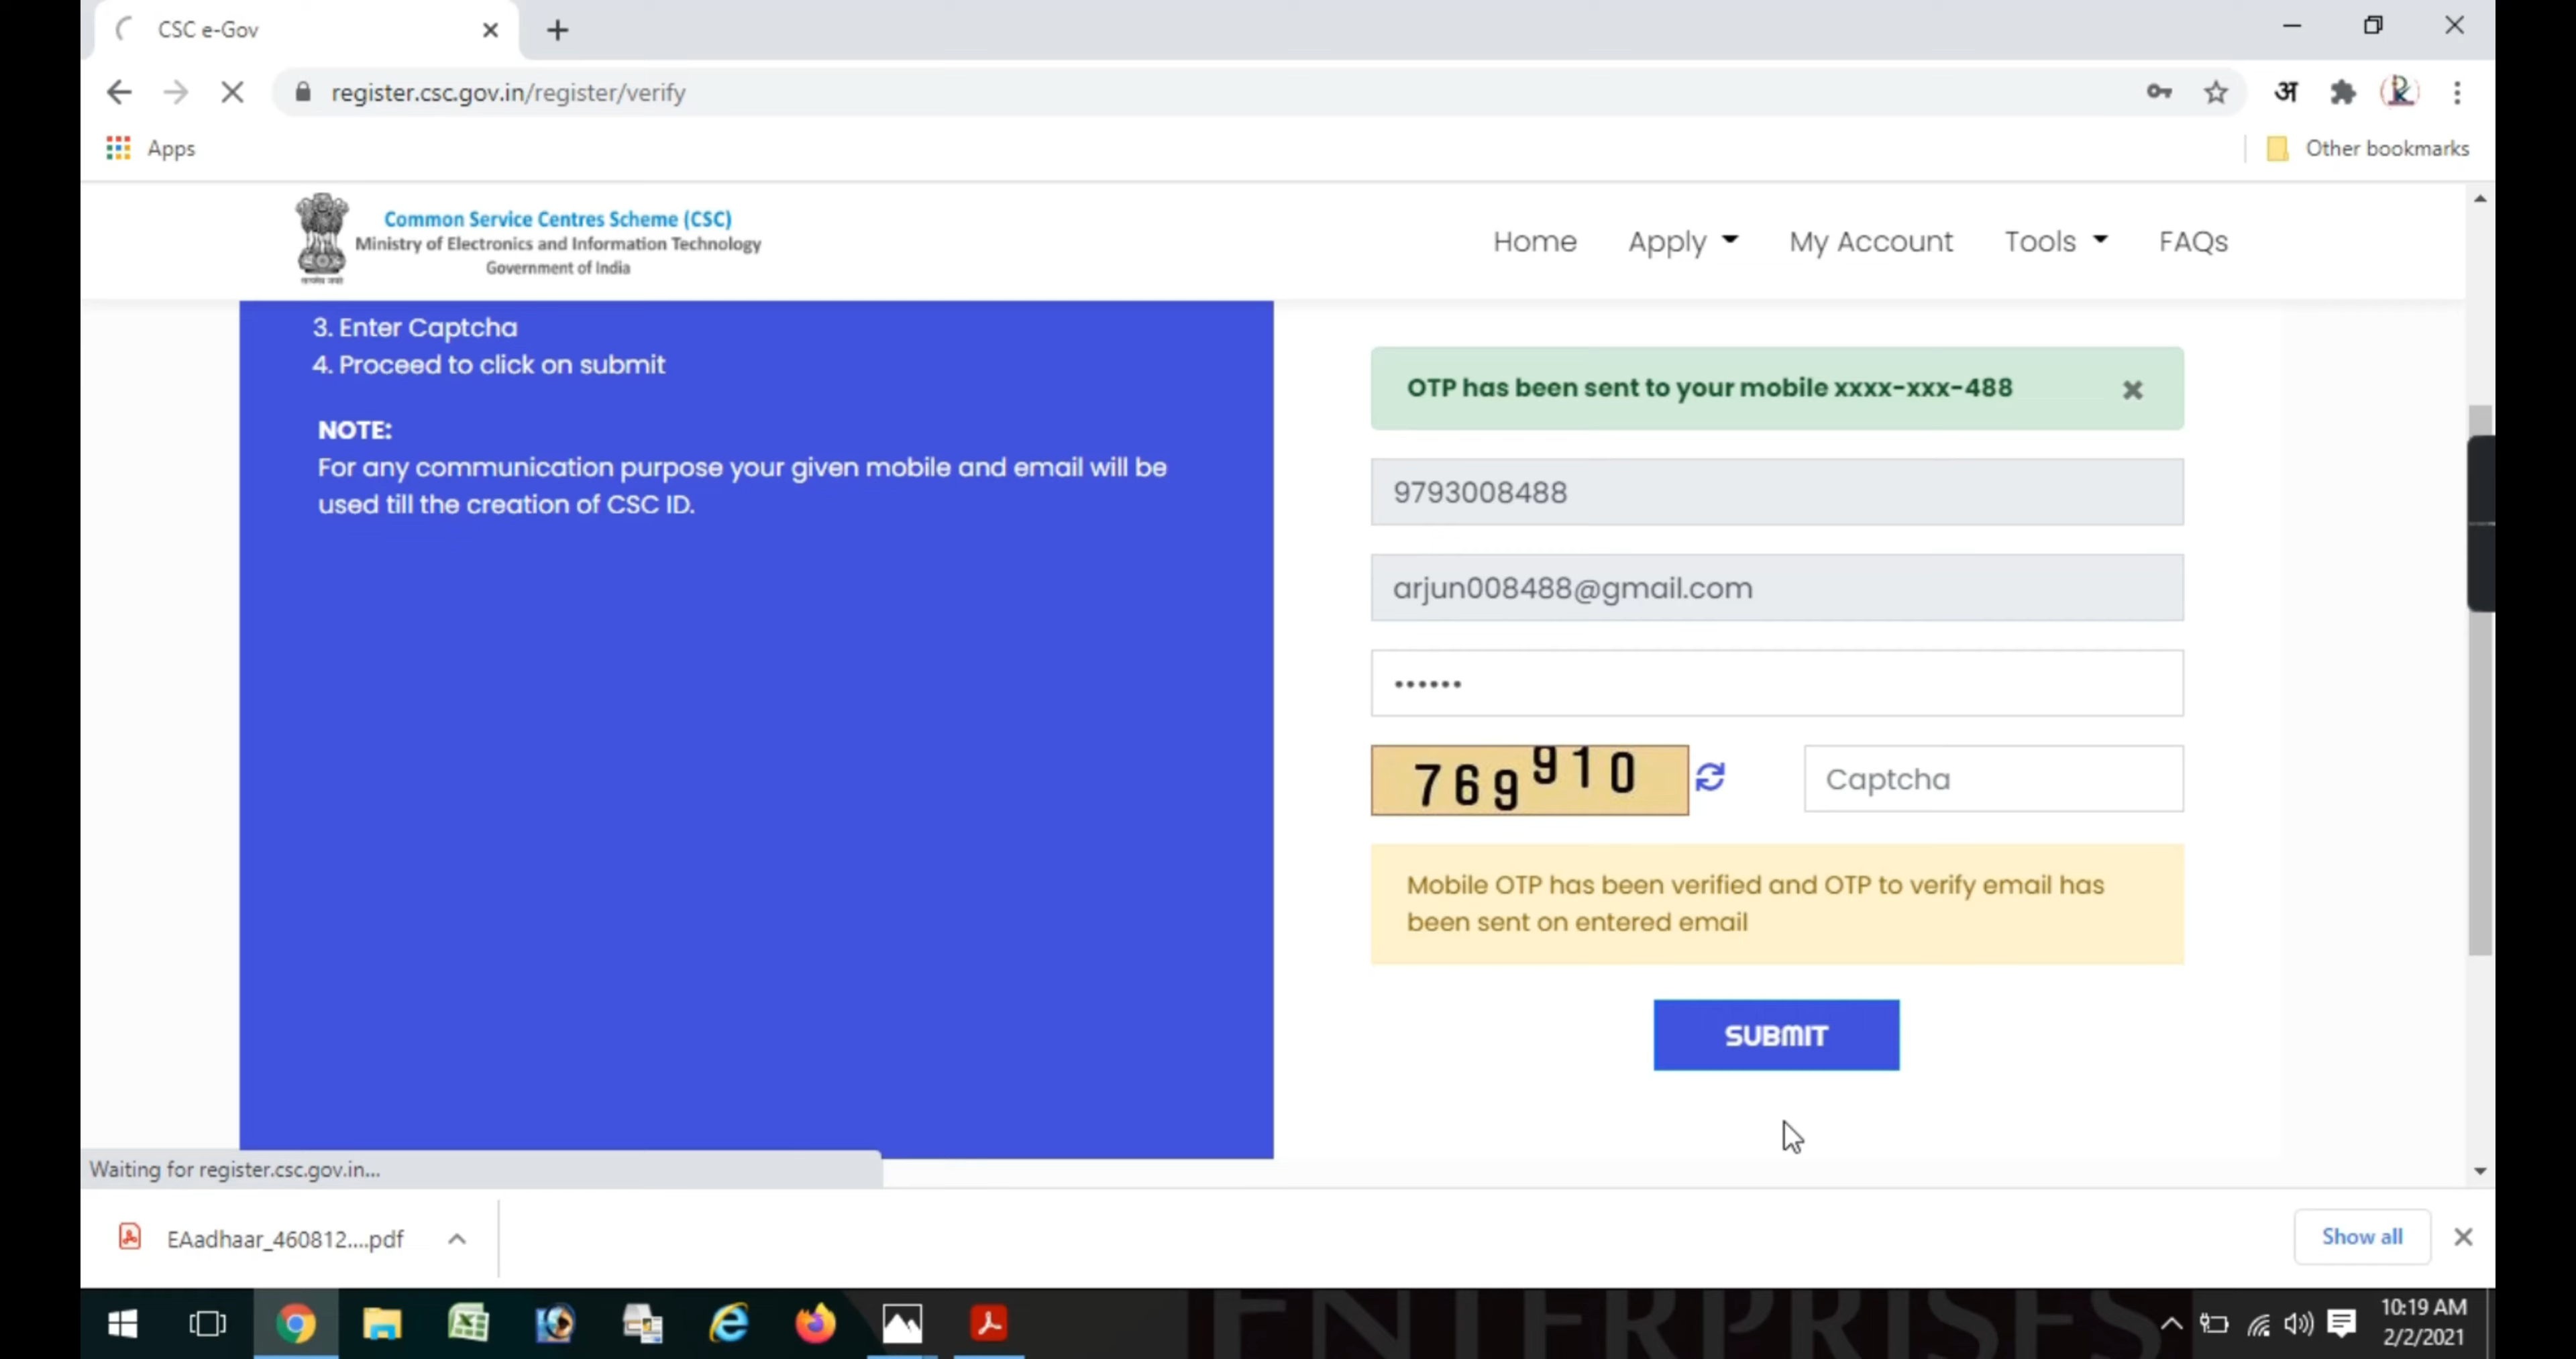 CSC e-Gov
register.csc.gov.in/register/verify
अ
Apps
Other bookmarks
Common Service Centres Scheme (CSC)
Ministry of Electronics and Information Technology
Government of India
Home
Apply
My Account
Tools
FAQs
3. Enter Captcha
4. Proceed to click on submit
NOTE:
For any communication purpose your given mobile and email will be
used till the creation of CSC ID.
OTP has been sent to your mobile xxxx-xxx-488
9793008488
arjun008488@gmail.com
••••••
769910
Captcha
Mobile OTP has been verified and OTP to verify email has
been sent on entered email
SUBMIT
Waiting for register.csc.gov.in...
EAadhaar_460812....pdf
Show all
ENTERPRISES
10:19 AM
2/2/2021